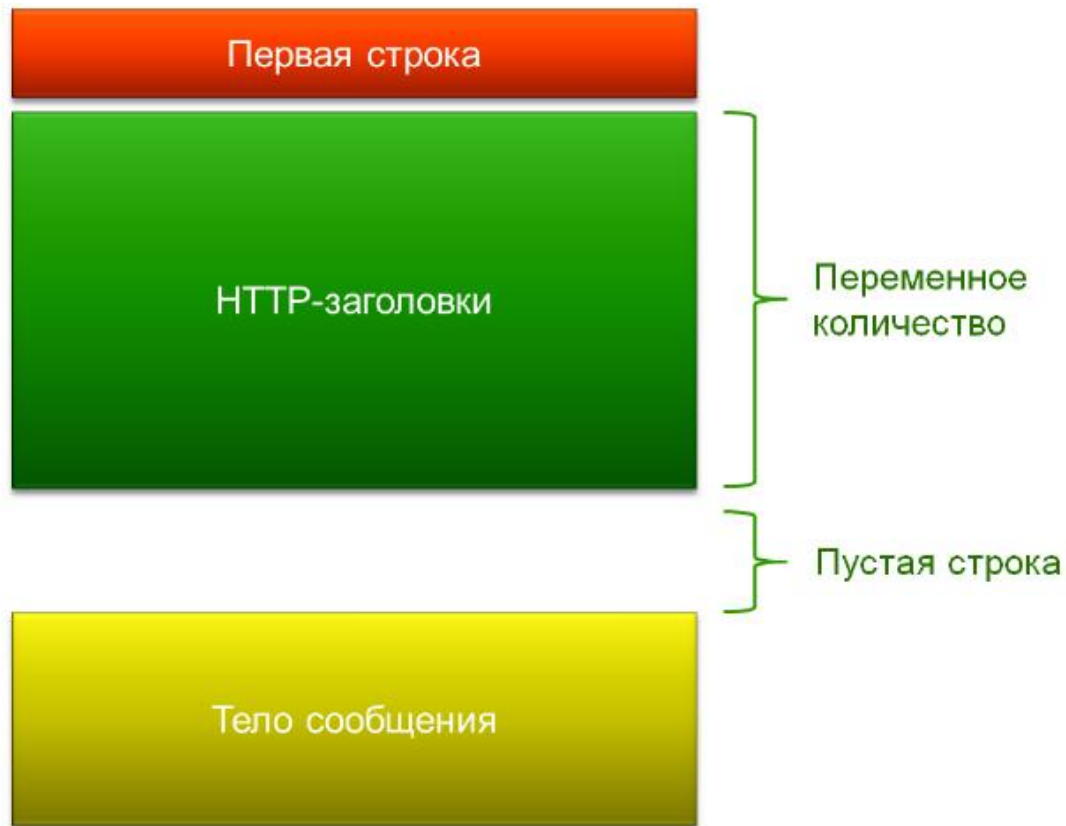 Первая строка
HTTP-заголовки
Переменное
количество
Пустая строка
Тело сообщения